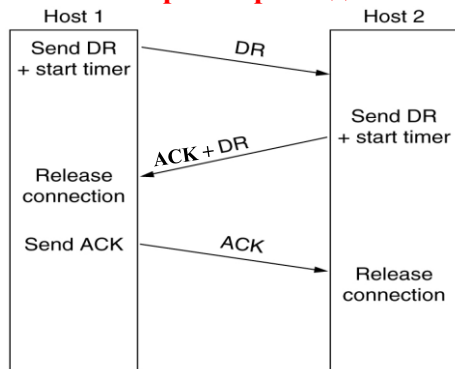 Host 1
Host 2
Send DR
+ start timer
DR
Send DR
+ start timer
ACK + DR
Release
connection
Send ACK
ACK
Release
connection